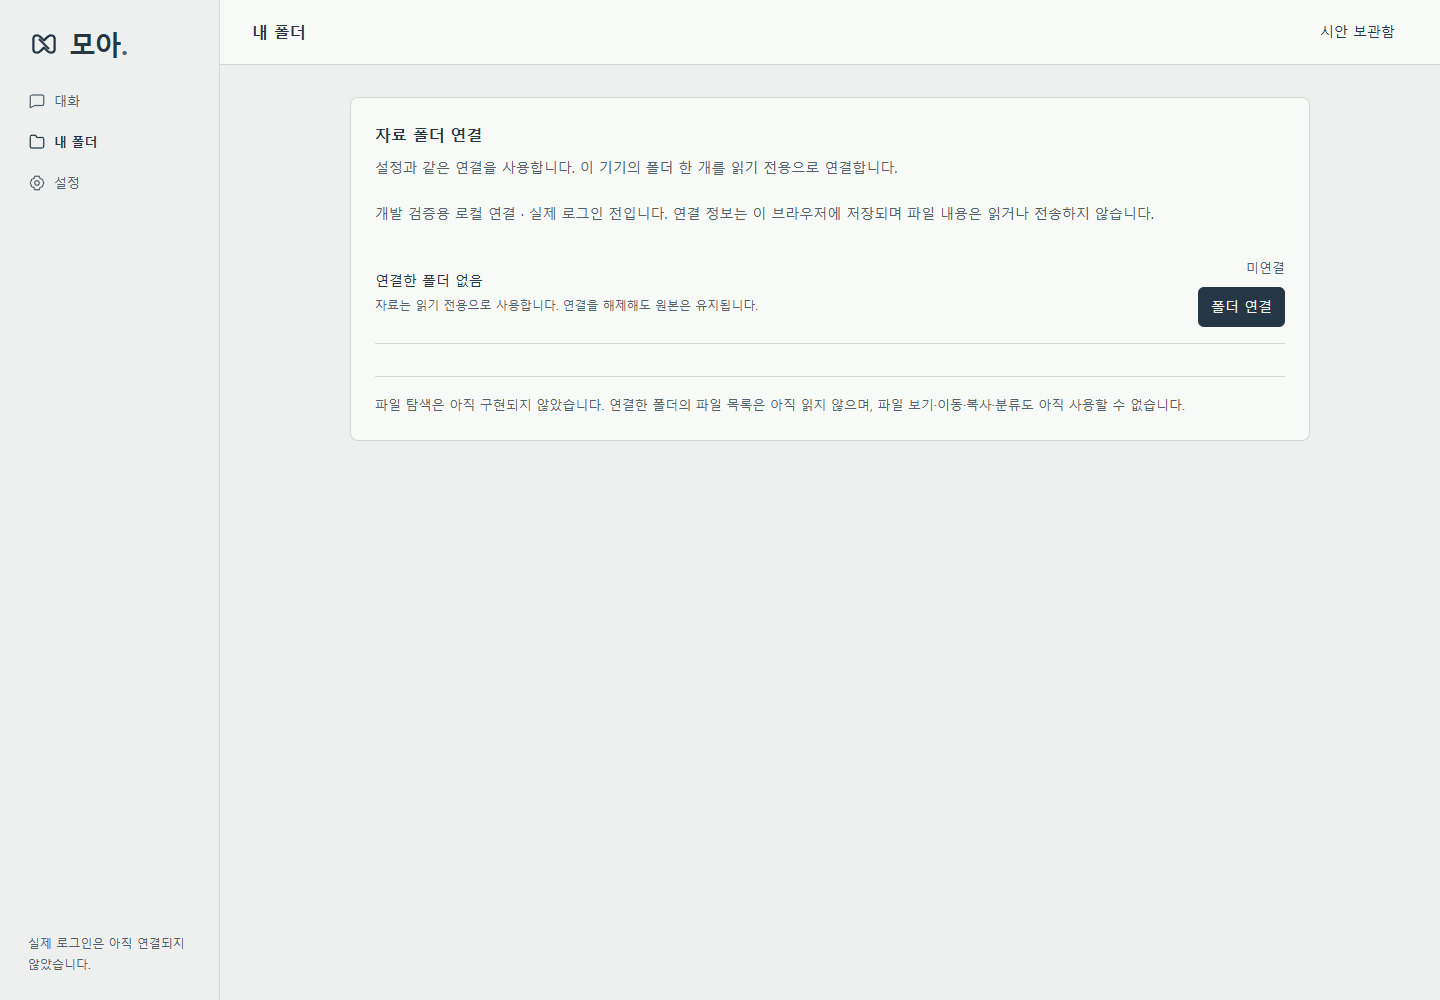 모아.
대화
내 폴더
설정
실제 로그인은 아직 연결되지
않았습니다.
내 폴더
시안 보관함
자료 폴더 연결
설정과 같은 연결을 사용합니다. 이 기기의 폴더 한 개를 읽기 전용으로 연결합니다.
개발 검증용 로컬 연결 · 실제 로그인 전입니다. 연결 정보는 이 브라우저에 저장되며 파일 내용은 읽거나 전송하지 않습니다.
연결한 폴더 없음
자료는 읽기 전용으로 사용합니다. 연결을 해제해도 원본은 유지됩니다.
미연결
폴더 연결
파일 탐색은 아직 구현되지 않았습니다. 연결한 폴더의 파일 목록은 아직 읽지 않으며, 파일 보기·이동·복사·분류도 아직 사용할 수 없습니다.